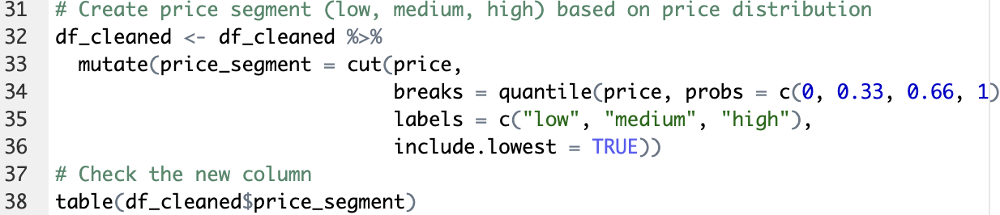 31 # Create price segment (low, medium, high) based on price distribution
32 df_cleaned <- df_cleaned %>%
33   mutate(price_segment = cut(price,
34                              breaks = quantile(price, probs = c(0, 0.33, 0.66, 1)
35                              labels = c("low", "medium", "high"),
36                              include.lowest = TRUE))
37 # Check the new column
38 table(df_cleaned$price_segment)